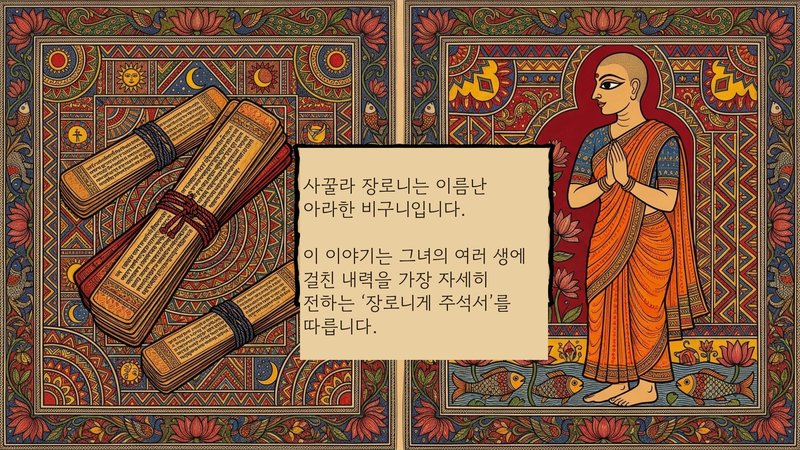 사꿀라 장로니는 이름난
아라한 비구니입니다.
이 이야기는 그녀의 여러 생에
걸친 내력을 가장 자세히
전하는 ‘장로니게 주석서’를
따릅니다.